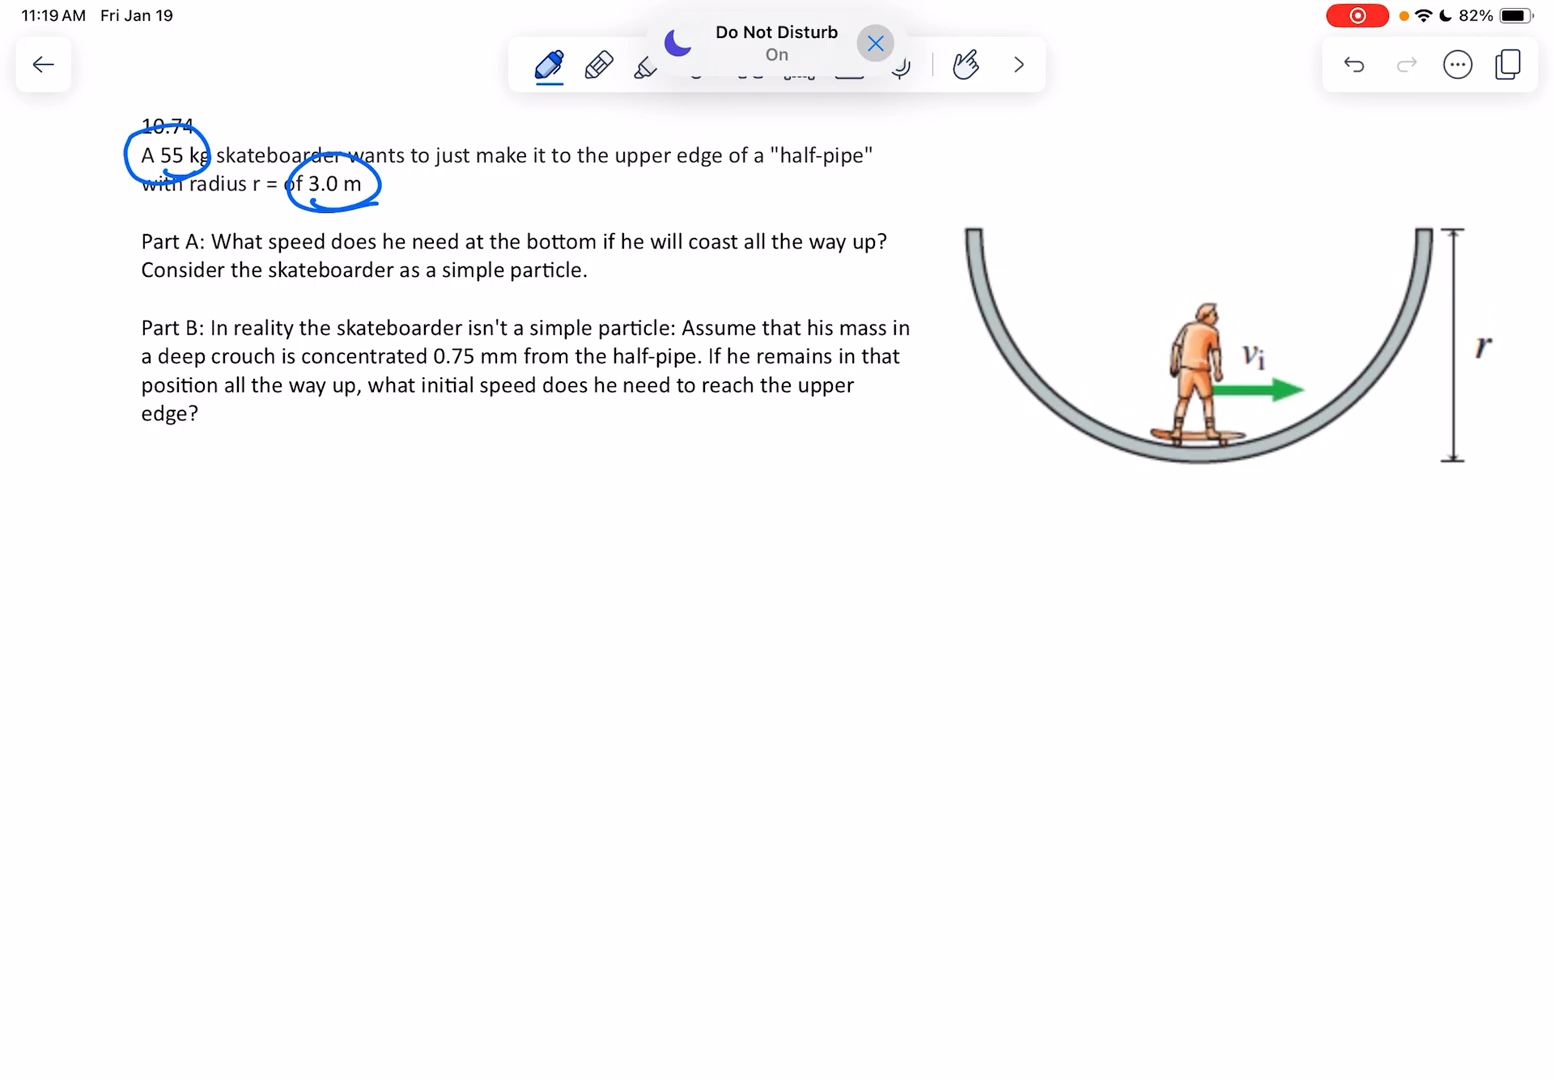 11:19 AM Fri Jan 19
82%
Do Not Disturb
On
10.74
A 55 kg skateboarder wants to just make it to the upper edge of a "half-pipe"
with radius r = of 3.0 m
Part A: What speed does he need at the bottom if he will coast all the way up?
Consider the skateboarder as a simple particle.
Part B: In reality the skateboarder isn't a simple particle: Assume that his mass in
a deep crouch is concentrated 0.75 mm from the half-pipe. If he remains in that
position all the way up, what initial speed does he need to reach the upper
edge?
vi
r